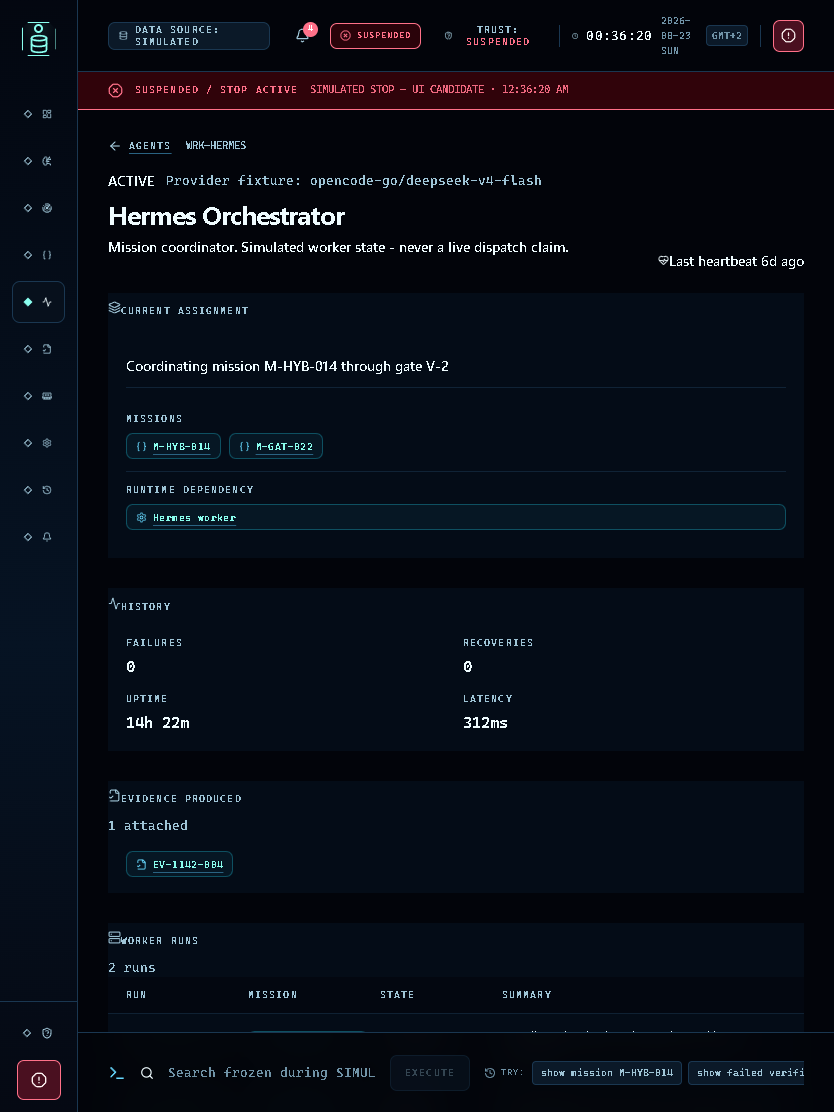 DATA SOURCE:
SIMULATED
4
SUSPENDED
TRUST:
SUSPENDED
00:36:20
2026-
08-23
SUN
GMT+2
SUSPENDED / STOP ACTIVE SIMULATED STOP — UI CANDIDATE · 12:36:20 AM
AGENTS WRK-HERMES
ACTIVE Provider fixture: opencode-go/deepseek-v4-flash
Hermes Orchestrator
Mission coordinator. Simulated worker state - never a live dispatch claim.
Last heartbeat 6d ago
CURRENT ASSIGNMENT
Coordinating mission M-HYB-014 through gate V-2
MISSIONS
{} M-HYB-014 {} M-GAT-022
RUNTIME DEPENDENCY
Hermes worker
HISTORY
FAILURES RECOVERIES
0 0
UPTIME LATENCY
14h 22m 312ms
EVIDENCE PRODUCED
1 attached
EV-1142-004
WORKER RUNS
2 runs
RUN MISSION STATE SUMMARY
Search frozen during SIMUL EXECUTE TRY: show mission M-HYB-014 show failed verifi